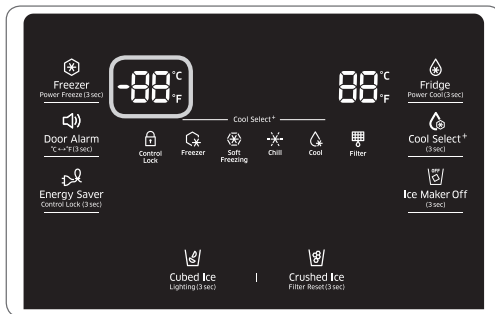 -88°C °F
88°C °F
Freezer
Power Freeze (3 sec)
Door Alarm
°C↔°F (3 sec)
Energy Saver
Control Lock (3 sec)
Cool Select+
Control Lock
Freezer
Soft Freezing
Chill
Cool
Filter
Fridge
Power Cool (3 sec)
Cool Select+
(3 sec)
OFF
Ice Maker Off
(3 sec)
Cubed Ice
Lighting (3 sec)
Crushed Ice
Filter Reset (3 sec)